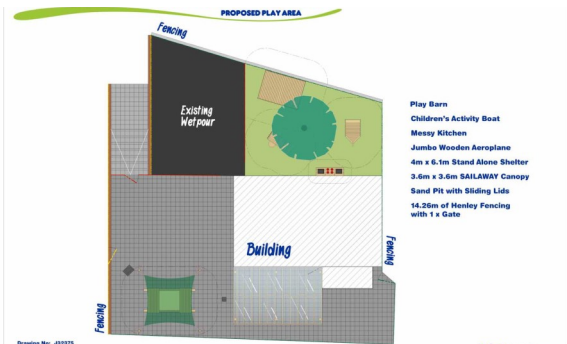 PROPOSED PLAY AREA
Fencing
Existing
Wetpour
Play Barn
Children's Activity Boat
Messy Kitchen
Jumbo Wooden Aeroplane
4m x 6.1m Stand Alone Shelter
3.6m x 3.6m SAILAWAY Canopy
Sand Pit with Sliding Lids
14.26m of Henley Fencing
with 1 x Gate
Building
Fencing
Fencing
Drawing No: